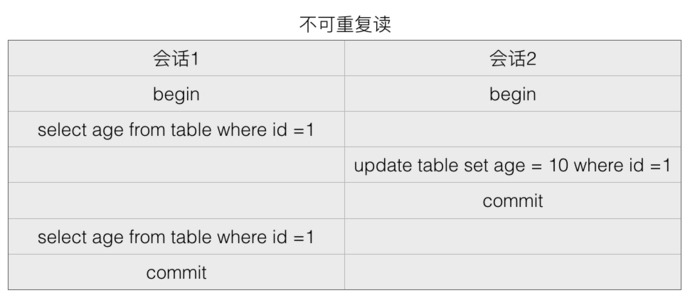 不可重复读
会话1 会话2
begin begin
select age from table where id =1
update table set age = 10 where id =1
commit
select age from table where id =1
commit